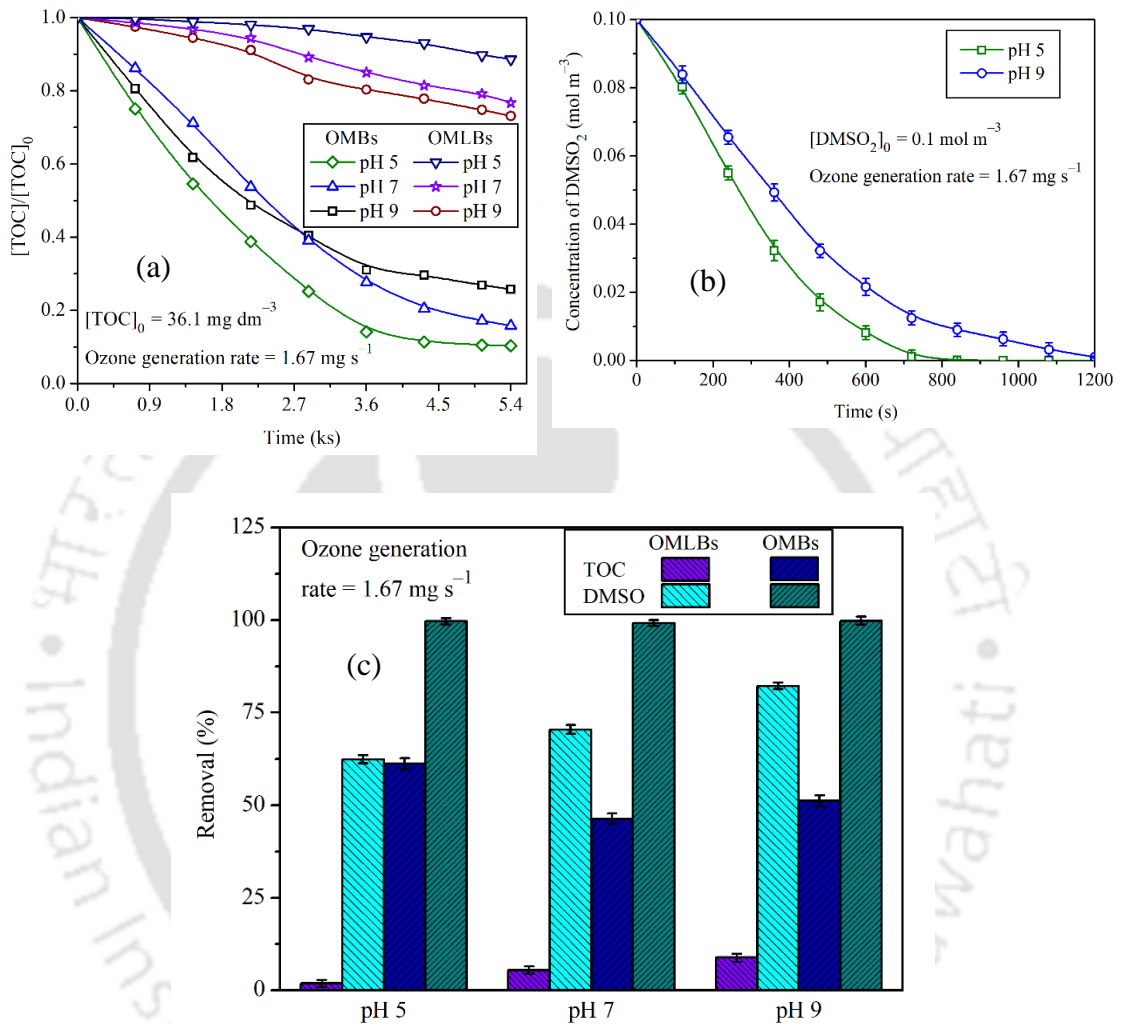 1.0
0.8
0.6
0.4
0.2
0.0
[TOC]/[TOC]₀
OMBs OMLBs
pH 5 pH 5
pH 7 pH 7
pH 9 pH 9
(a)
[TOC]₀ = 36.1 mg dm⁻³
Ozone generation rate = 1.67 mg s⁻¹
0.0 0.9 1.8 2.7 3.6 4.5 5.4
Time (ks)
0.10
0.08
0.06
0.04
0.02
0.00
Concentration of DMSO₂ (mol m⁻³)
pH 5
pH 9
[DMSO₂]₀ = 0.1 mol m⁻³
Ozone generation rate = 1.67 mg s⁻¹
(b)
0 200 400 600 800 1000 1200
Time (s)
125
100
75
50
25
0
Removal (%)
Ozone generation
rate = 1.67 mg s⁻¹
OMLBs OMBs
TOC
DMSO
(c)
pH 5 pH 7 pH 9
Indian Ins
wahati